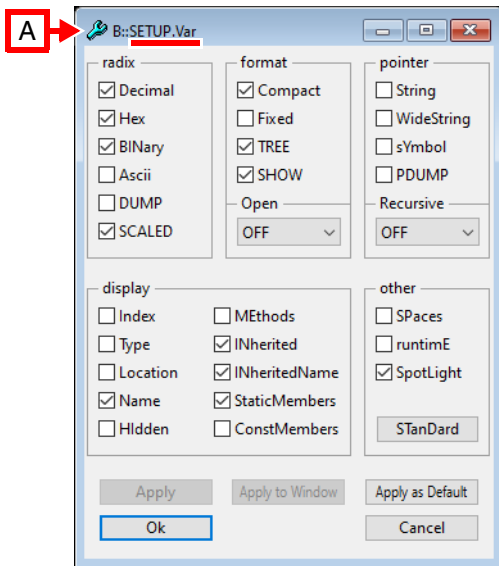 A
B::SETUP.Var
radix
Decimal
Hex
BINary
Ascii
DUMP
SCALED
format
Compact
Fixed
TREE
SHOW
Open
OFF
pointer
String
WideString
sYmbol
PDUMP
Recursive
OFF
display
Index
Type
Location
Name
HIdden
MEthods
INherited
INheritedName
StaticMembers
ConstMembers
other
SPaces
runtimE
SpotLight
STanDard
Apply
Apply to Window
Apply as Default
Ok
Cancel